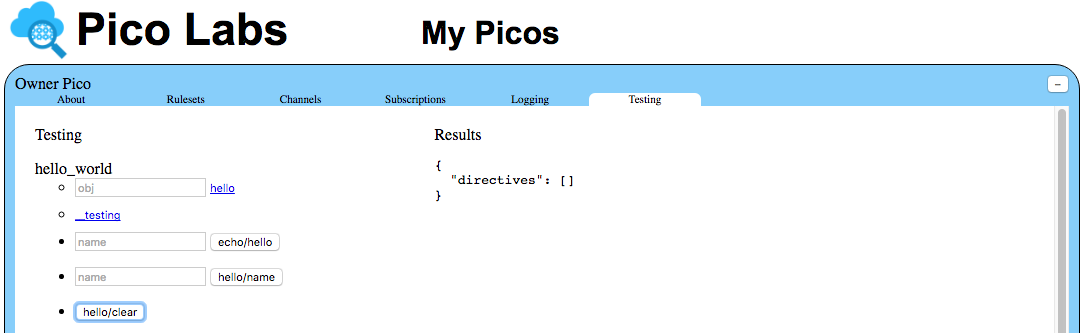 Pico Labs My Picos
Owner Pico –
About Rulesets Channels Subscriptions Logging Testing
Testing
hello_world
obj hello
__testing
name echo/hello
name hello/name
hello/clear
Results
{
  "directives": []
}